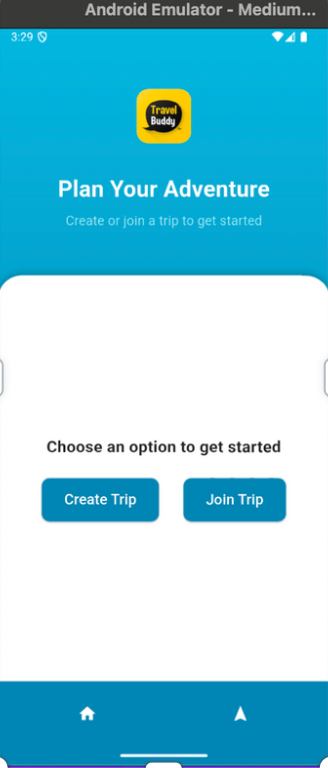 Android Emulator - Medium...
3:29
Travel
Buddy
Plan Your Adventure
Create or join a trip to get started
Choose an option to get started
Create Trip
Join Trip